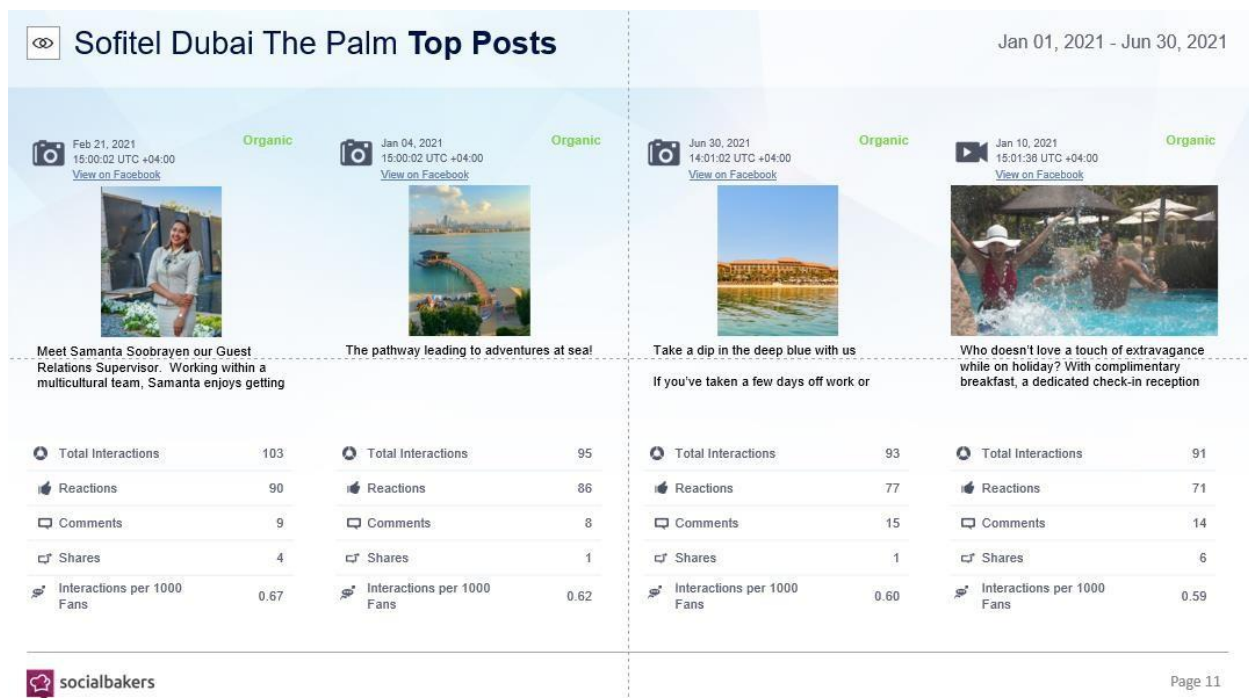 Sofitel Dubai The Palm Top Posts
Jan 01, 2021 - Jun 30, 2021
Feb 21, 2021
15:00:02 UTC +04:00
View on Facebook
Organic
Meet Samanta Soobrayen our Guest
Relations Supervisor. Working within a
multicultural team, Samanta enjoys getting
Total Interactions 103
Reactions 90
Comments 9
Shares 4
Interactions per 1000
Fans
0.67
Jan 04, 2021
15:00:02 UTC +04:00
View on Facebook
Organic
The pathway leading to adventures at sea!
Total Interactions 95
Reactions 86
Comments 8
Shares 1
Interactions per 1000
Fans
0.62
Jun 30, 2021
14:01:02 UTC +04:00
View on Facebook
Organic
Take a dip in the deep blue with us
If you've taken a few days off work or
Total Interactions 93
Reactions 77
Comments 15
Shares 1
Interactions per 1000
Fans
0.60
Jan 10, 2021
15:01:36 UTC +04:00
View on Facebook
Organic
Who doesn't love a touch of extravagance
while on holiday? With complimentary
breakfast, a dedicated check-in reception
Total Interactions 91
Reactions 71
Comments 14
Shares 6
Interactions per 1000
Fans
0.59
socialbakers
Page 11